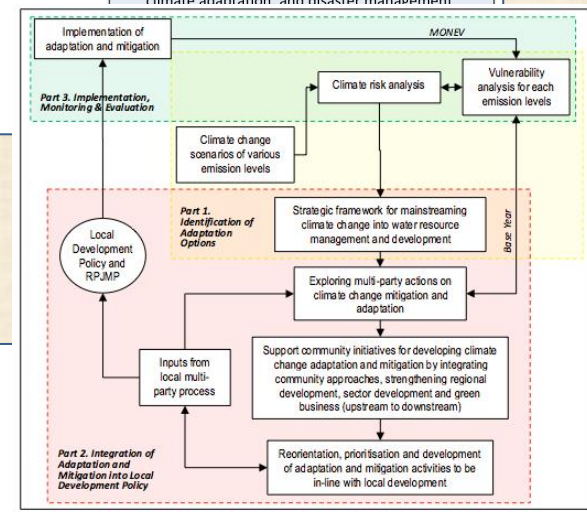 climate adaptation, and disaster management
Implementation of
adaptation and mitigation
MONEV
Part 3. Implementation,
Monitoring & Evaluation
Climate risk analysis
Vulnerability
analysis for each
emission levels
Climate change
scenarios of various
emission levels
Part 1.
Identification of
Adaptation
Options
Strategic framework for mainstreaming
climate change into water resource
management and development
Base Year
Local
Development
Policy and
RPJMP
Exploring multi-party actions on
climate change mitigation and
adaptation
Inputs from
local multi-
party process
Support community initiatives for developing climate
change adaptation and mitigation by integrating
community approaches, strengthening regional
development, sector development and green
business (upstream to downstream)
Part 2. Integration of
Adaptation and
Mitigation into Local
Development Policy
Reorientation, prioritisation and development
of adaptation and mitigation activities to be
in-line with local development